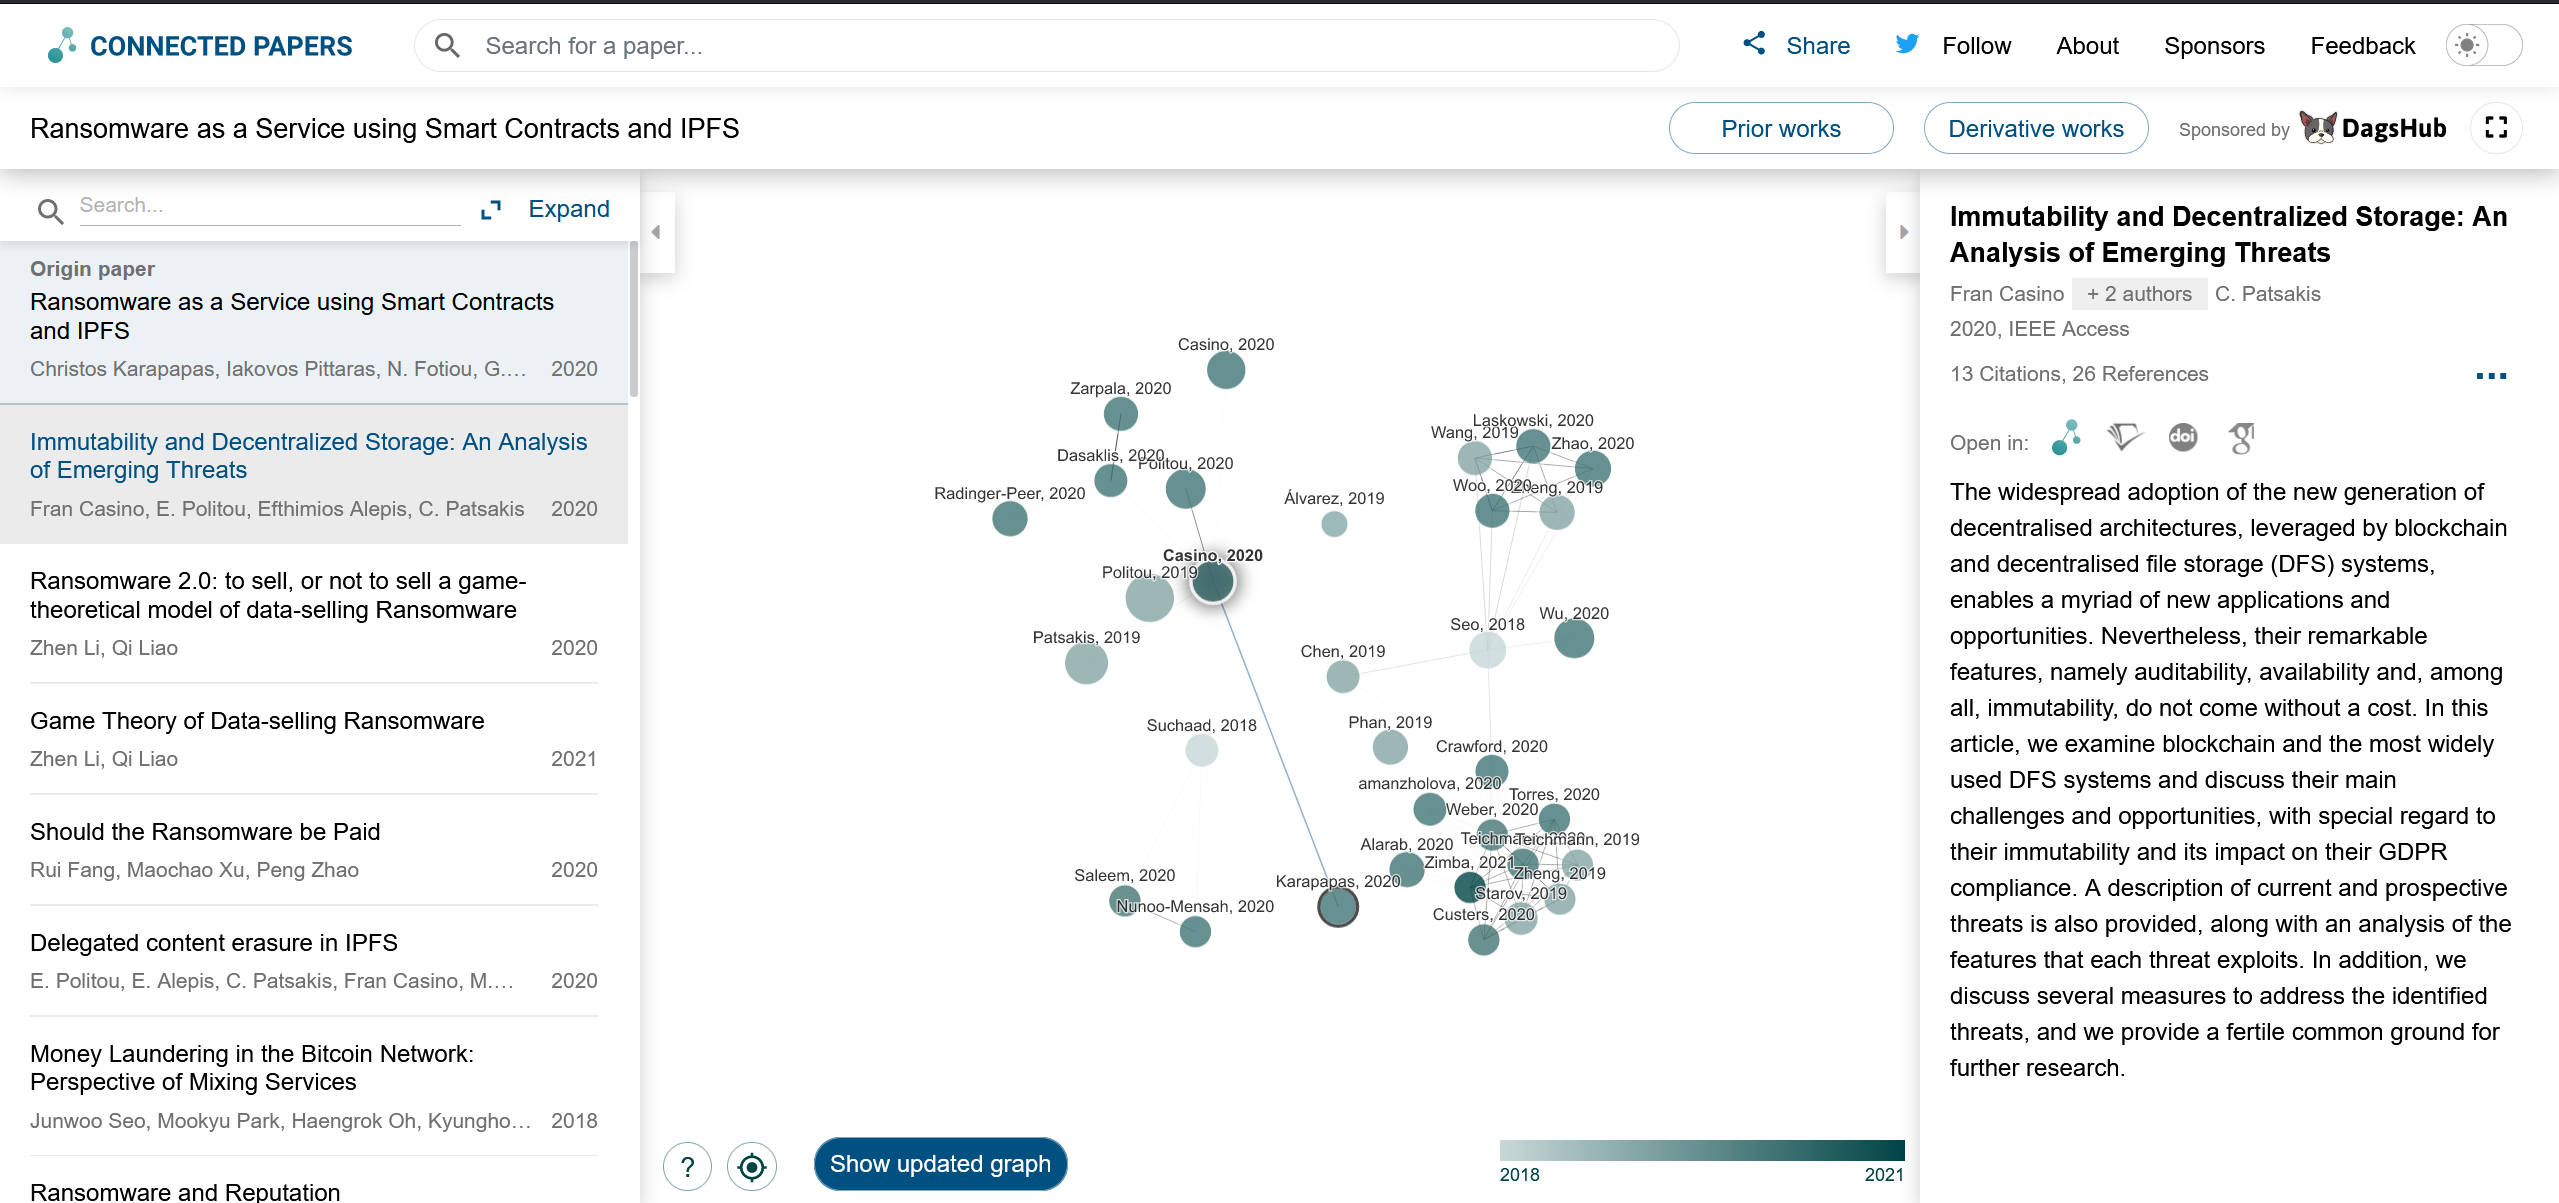 CONNECTED PAPERS
Search for a paper...
Share
Follow
About
Sponsors
Feedback
Ransomware as a Service using Smart Contracts and IPFS
Prior works
Derivative works
Sponsored by DagsHub
Search...
Expand
Origin paper
Ransomware as a Service using Smart Contracts
and IPFS
Christos Karapapas, Iakovos Pittaras, N. Fotiou, G.… 2020
Immutability and Decentralized Storage: An Analysis
of Emerging Threats
Fran Casino, E. Politou, Efthimios Alepis, C. Patsakis 2020
Ransomware 2.0: to sell, or not to sell a game-
theoretical model of data-selling Ransomware
Zhen Li, Qi Liao 2020
Game Theory of Data-selling Ransomware
Zhen Li, Qi Liao 2021
Should the Ransomware be Paid
Rui Fang, Maochao Xu, Peng Zhao 2020
Delegated content erasure in IPFS
E. Politou, E. Alepis, C. Patsakis, Fran Casino, M.… 2020
Money Laundering in the Bitcoin Network:
Perspective of Mixing Services
Junwoo Seo, Mookyu Park, Haengrok Oh, Kyungho… 2018
Ransomware and Reputation
Casino, 2020
Zarpala, 2020
Laskowski, 2020
Wang, 2019
Zhao, 2020
Dasaklis, 2020
Politou, 2020
Radinger-Peer, 2020
Álvarez, 2019
Woo, 2020
Zheng, 2019
Casino, 2020
Politou, 2019
Seo, 2018
Wu, 2020
Patsakis, 2019
Chen, 2019
Suchaad, 2018
Phan, 2019
Crawford, 2020
amanzholova, 2020
Torres, 2020
Weber, 2020
Teichmann, 2020
Teichmann, 2019
Alarab, 2020
Zimba, 2021
Zheng, 2019
Saleem, 2020
Karapapas, 2020
Starov, 2019
Nunoo-Mensah, 2020
Custers, 2020
?
Show updated graph
2018
2021
Immutability and Decentralized Storage: An
Analysis of Emerging Threats
Fran Casino + 2 authors C. Patsakis
2020, IEEE Access
13 Citations, 26 References
Open in:
doi
g
The widespread adoption of the new generation of
decentralised architectures, leveraged by blockchain
and decentralised file storage (DFS) systems,
enables a myriad of new applications and
opportunities. Nevertheless, their remarkable
features, namely auditability, availability and, among
all, immutability, do not come without a cost. In this
article, we examine blockchain and the most widely
used DFS systems and discuss their main
challenges and opportunities, with special regard to
their immutability and its impact on their GDPR
compliance. A description of current and prospective
threats is also provided, along with an analysis of the
features that each threat exploits. In addition, we
discuss several measures to address the identified
threats, and we provide a fertile common ground for
further research.